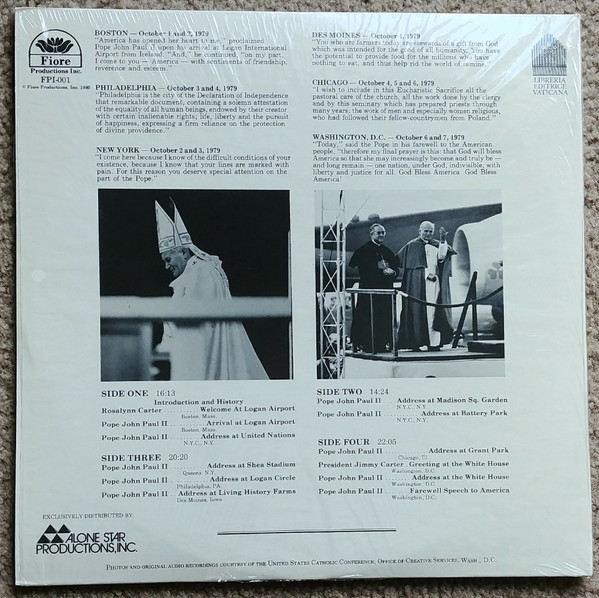 Fiore
Productions Inc.
FPI-001
© Fiore Productions, Inc. 1980
BOSTON — October 1 and 2, 1979
"America has opened her heart to me," proclaimed
Pope John Paul II upon his arrival at Logan International
Airport from Ireland. "And," he continued, "on my part,
I come to you — America — with sentiments of friendship,
reverence and esteem."
PHILADELPHIA — October 3 and 4, 1979
"Philadelphia is the city of the Declaration of Independence
that remarkable document, containing a solemn attestation
of the equality of all human beings, endowed by their creator
with certain inalienable rights; life, liberty and the pursuit
of happiness, expressing a firm reliance on the protection
of divine providence."
NEW YORK — October 2 and 3, 1979
"I come here because I know of the difficult conditions of your
existence, because I know that your lines are marked with
pain. For this reason you deserve special attention on the
part of the Pope."
DES MOINES — October 4, 1979
"You who are farmers today are stewards of a gift from God
which was intended for the good of all humanity. You have
the potential to provide food for the millions who have
nothing to eat, and thus help rid the world of famine."
CHICAGO — October 4, 5 and 6, 1979
"I wish to include in this Eucharistic Sacrifice all the
pastoral care of the church, all the work done by the clergy
and by this seminary which has prepared priests through
many years, the work of men and especially women religious,
who had followed their fellow-countrymen from Poland."
WASHINGTON, D.C. — October 6 and 7, 1979
"Today," said the Pope in his farewell to the American
people, "therefore my final prayer is this: that God will bless
America so that she may increasingly become and truly be —
and long remain — one nation, under God, indivisible, with
liberty and justice for all. God Bless America. God Bless
America!
LIBRERIA
EDITRICE
VATICANA
SIDE ONE 16:13
Introduction and History
Rosalynn Carter ........ Welcome At Logan Airport
Boston, Mass.
Pope John Paul II ........ Arrival at Logan Airport
Boston, Mass.
Pope John Paul II ........ Address at United Nations
N.Y.C., N.Y.
SIDE THREE 20:20
Pope John Paul II ........ Address at Shea Stadium
Queens, N.Y.
Pope John Paul II ........ Address at Logan Circle
Philadelphia, PA.
Pope John Paul II .... Address at Living History Farms
Des Moines, Iowa
SIDE TWO 14:24
Pope John Paul II .... Address at Madison Sq. Garden
N.Y.C., N.Y.
Pope John Paul II ........ Address at Battery Park
N.Y.C., N.Y.
SIDE FOUR 22:05
Pope John Paul II ........ Address at Grant Park
Chicago, Ill
President Jimmy Carter . Greeting at the White House
Washington, D.C.
Pope John Paul II ........ Address at the White House
Washington, D.C.
Pope John Paul II ........ Farewell Speech to America
Washington, D.C.
EXCLUSIVELY DISTRIBUTED BY:
ALONE STAR
PRODUCTIONS, INC.
Photos and original audio recordings courtesy of the United States Catholic Conference, Office of Creative Services, Wash., D.C.